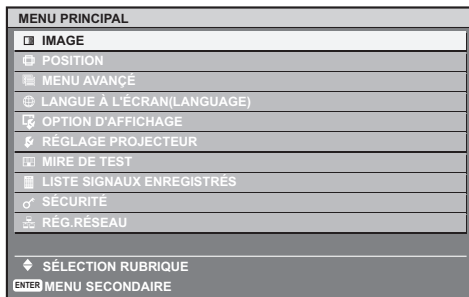 MENU PRINCIPAL
IMAGE
POSITION
MENU AVANÇÉ
LANGUE À L'ÉCRAN(LANGUAGE)
OPTION D'AFFICHAGE
RÉGLAGE PROJECTEUR
MIRE DE TEST
LISTE SIGNAUX ENREGISTRÉS
SÉCURITÉ
RÉG.RÉSEAU
SÉLECTION RUBRIQUE
ENTER MENU SECONDAIRE